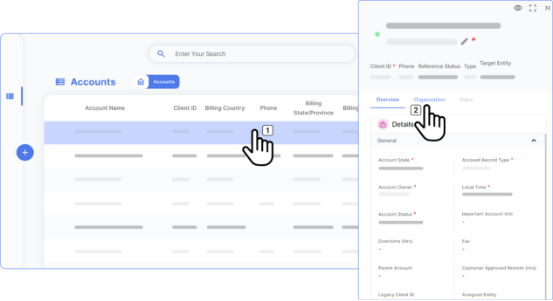 Enter Your Search
Accounts
Accounts
Account Name
Client ID
Billing Country
Phone
Billing
State/Province
Billing
1
Client ID *
Phone
Reference Status
Type
Target Entity
Overview
Organization
Users
2
Details
General
Account State *
Account Record Type *
Account Owner *
Local Time *
Account Status *
Important Account Info
-
Downtime (Hrs)
Fax
-
-
Parent Account
Customer Approved Remote (Hrs)
-
-
Legacy Client ID
Assigned Entity